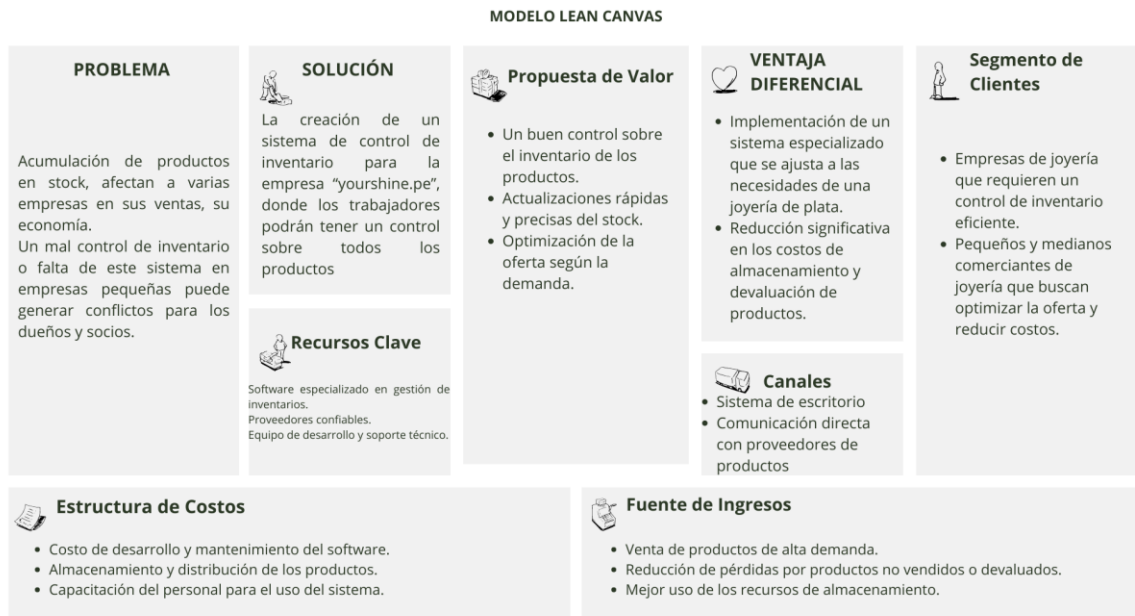 MODELO LEAN CANVAS
PROBLEMA
Acumulación de productos
en stock, afectan a varias
empresas en sus ventas, su
economía.
Un mal control de inventario
o falta de este sistema en
empresas pequeñas puede
generar conflictos para los
dueños y socios.
SOLUCIÓN
La creación de un
sistema de control de
inventario para la
empresa “yourshine.pe”,
donde los trabajadores
podrán tener un control
sobre todos los
productos
Recursos Clave
Software especializado en gestión de
inventarios.
Proveedores confiables.
Equipo de desarrollo y soporte técnico.
Propuesta de Valor
• Un buen control sobre
el inventario de los
productos.
• Actualizaciones rápidas
y precisas del stock.
• Optimización de la
oferta según la
demanda.
VENTAJA
DIFERENCIAL
• Implementación de un
sistema especializado
que se ajusta a las
necesidades de una
joyería de plata.
• Reducción significativa
en los costos de
almacenamiento y
devaluación de
productos.
Canales
• Sistema de escritorio
• Comunicación directa
con proveedores de
productos
Segmento de
Clientes
• Empresas de joyería
que requieren un
control de inventario
eficiente.
• Pequeños y medianos
comerciantes de
joyería que buscan
optimizar la oferta y
reducir costos.
Estructura de Costos
• Costo de desarrollo y mantenimiento del software.
• Almacenamiento y distribución de los productos.
• Capacitación del personal para el uso del sistema.
Fuente de Ingresos
• Venta de productos de alta demanda.
• Reducción de pérdidas por productos no vendidos o devaluados.
• Mejor uso de los recursos de almacenamiento.